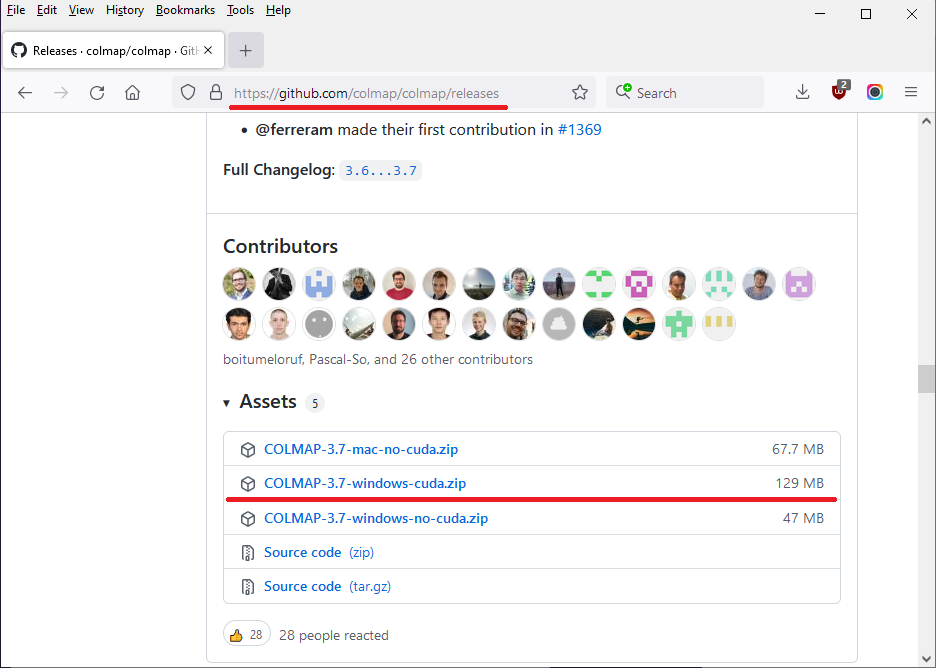 File Edit View History Bookmarks Tools Help
Releases · colmap/colmap · Git
https://github.com/colmap/colmap/releases
Search
2
• @ferreram made their first contribution in #1369
Full Changelog: 3.6...3.7
Contributors
boitumeloruf, Pascal-So, and 26 other contributors
Assets 5
COLMAP-3.7-mac-no-cuda.zip 67.7 MB
COLMAP-3.7-windows-cuda.zip 129 MB
COLMAP-3.7-windows-no-cuda.zip 47 MB
Source code (zip)
Source code (tar.gz)
28 28 people reacted